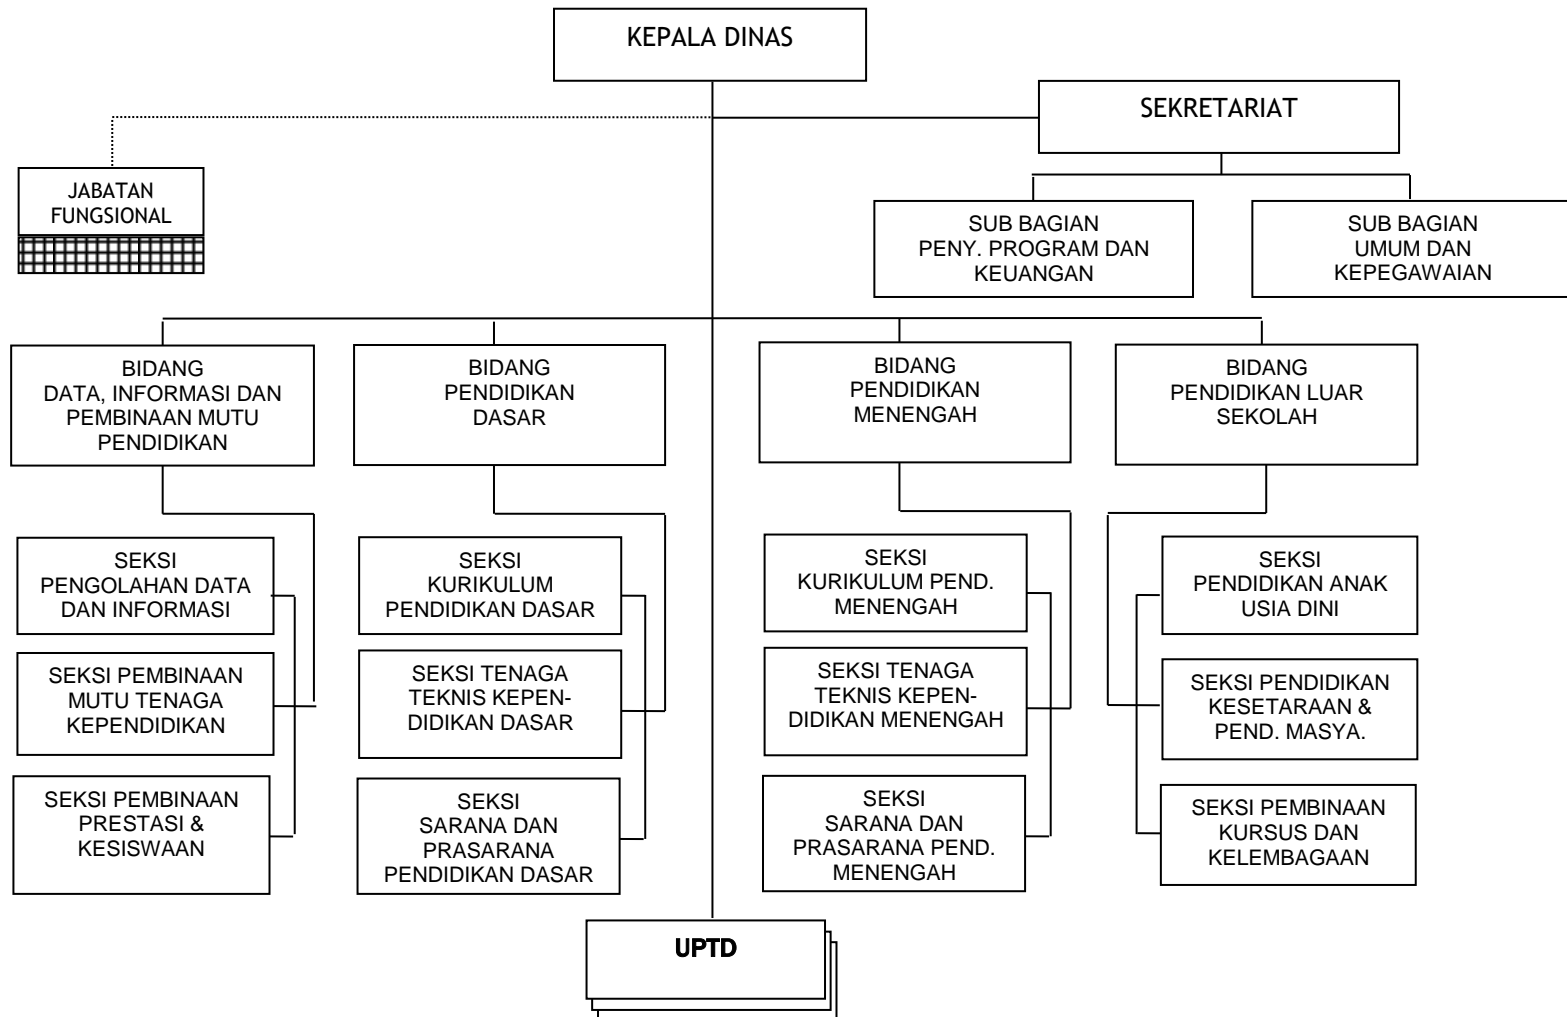 KEPALA DINAS
SEKRETARIAT
JABATAN
FUNGSIONAL
SUB BAGIAN
PENY. PROGRAM DAN
KEUANGAN
SUB BAGIAN
UMUM DAN
KEPEGAWAIAN
BIDANG
DATA, INFORMASI DAN
PEMBINAAN MUTU
PENDIDIKAN
BIDANG
PENDIDIKAN
DASAR
BIDANG
PENDIDIKAN
MENENGAH
BIDANG
PENDIDIKAN LUAR
SEKOLAH
SEKSI
PENGOLAHAN DATA
DAN INFORMASI
SEKSI
KURIKULUM
PENDIDIKAN DASAR
SEKSI
KURIKULUM PEND.
MENENGAH
SEKSI
PENDIDIKAN ANAK
USIA DINI
SEKSI PEMBINAAN
MUTU TENAGA
KEPENDIDIKAN
SEKSI TENAGA
TEKNIS KEPEN-
DIDIKAN DASAR
SEKSI TENAGA
TEKNIS KEPEN-
DIDIKAN MENENGAH
SEKSI PENDIDIKAN
KESETARAAN &
PEND. MASYA.
SEKSI PEMBINAAN
PRESTASI &
KESISWAAN
SEKSI
SARANA DAN
PRASARANA
PENDIDIKAN DASAR
SEKSI
SARANA DAN
PRASARANA PEND.
MENENGAH
SEKSI PEMBINAAN
KURSUS DAN
KELEMBAGAAN
UPTD